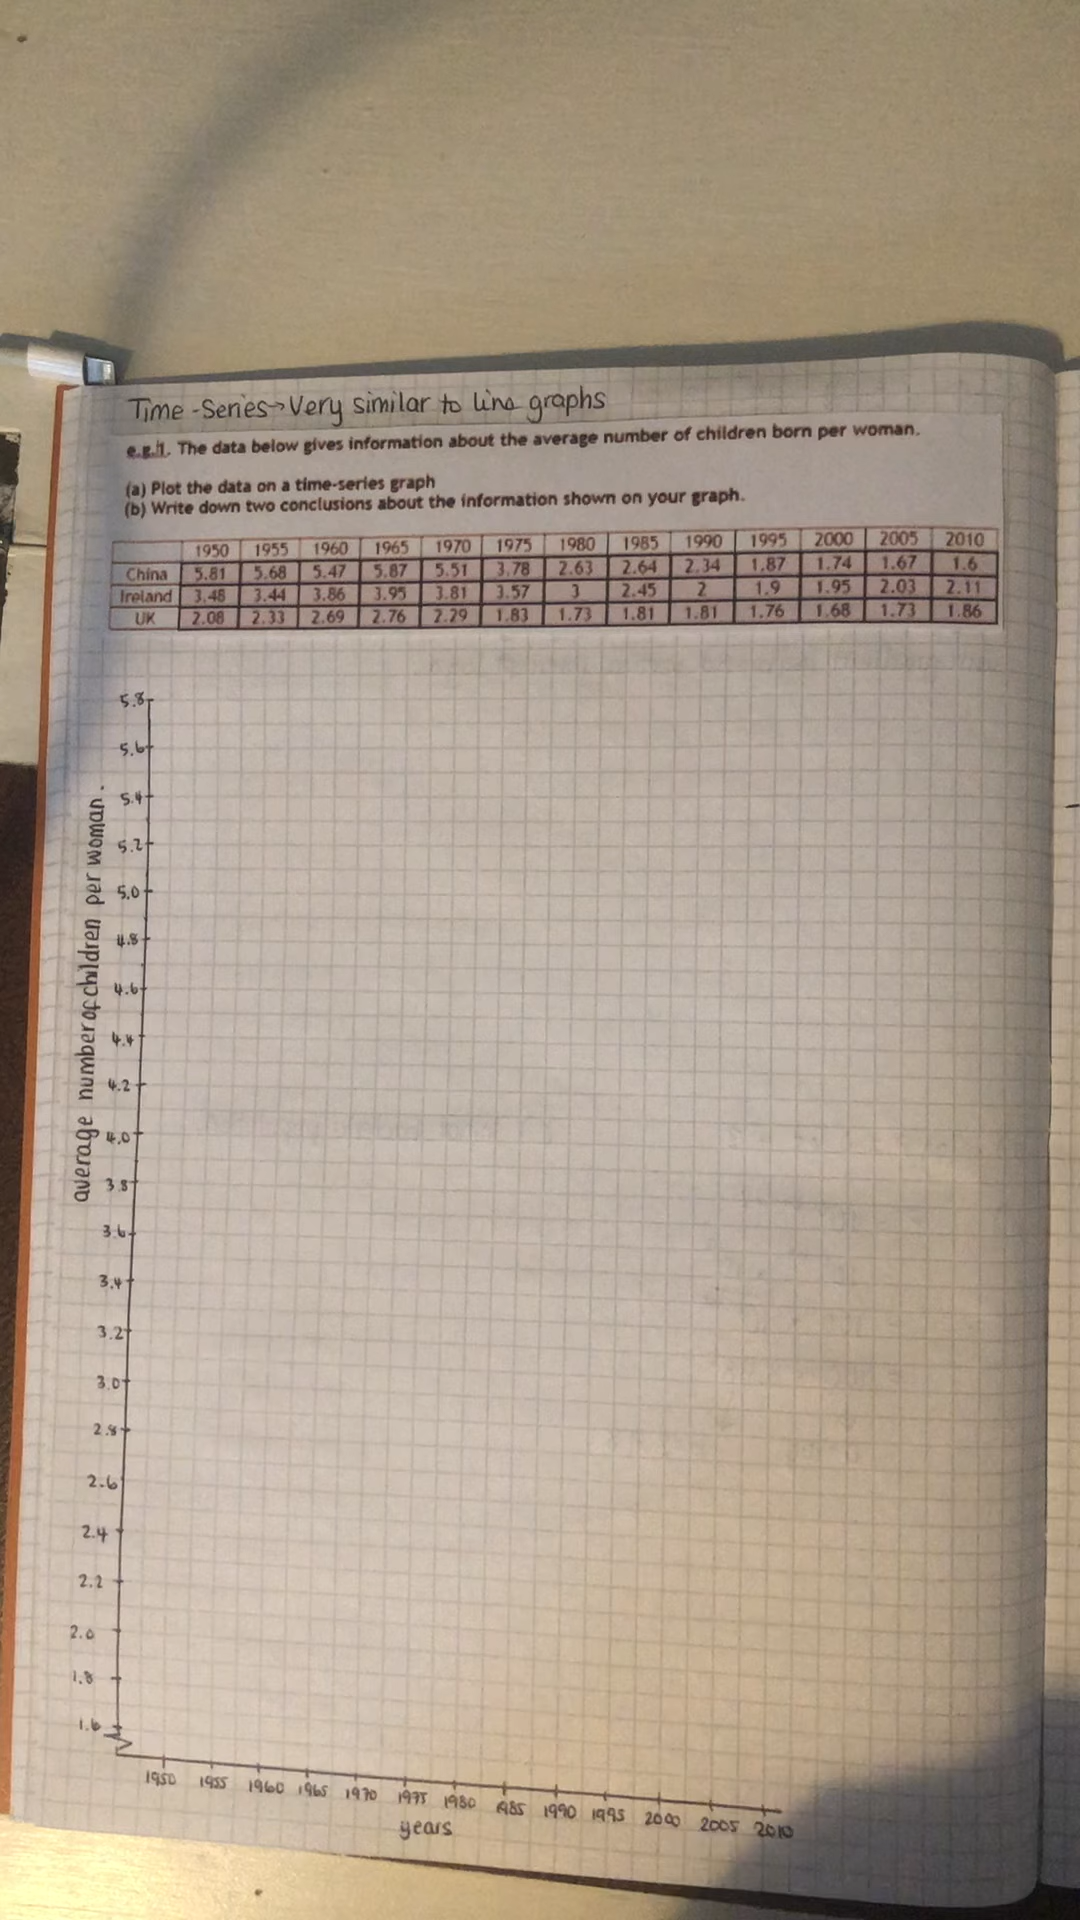 Time-Series→Very similar to line graphs
e.g.1. The data below gives information about the average number of children born per woman.
(a) Plot the data on a time-series graph
(b) Write down two conclusions about the information shown on your graph.
1950 1955 1960 1965 1970 1975 1980 1985 1990 1995 2000 2005 2010
China 5.81 5.68 5.47 5.87 5.51 3.78 2.63 2.64 2.34 1.87 1.74 1.67 1.6
Ireland 3.48 3.44 3.86 3.95 3.81 3.57 3 2.45 2 1.9 1.95 2.03 2.11
UK 2.08 2.33 2.69 2.76 2.29 1.83 1.73 1.81 1.81 1.76 1.68 1.73 1.86
average number of children per woman.
5.8
5.6
5.4
5.2
5.0
4.8
4.6
4.4
4.2
4.0
3.8
3.6
3.4
3.2
3.0
2.8
2.6
2.4
2.2
2.0
1.8
1.6
1950 1955 1960 1965 1970 1975 1980 1985 1990 1995 2000 2005 2010
years